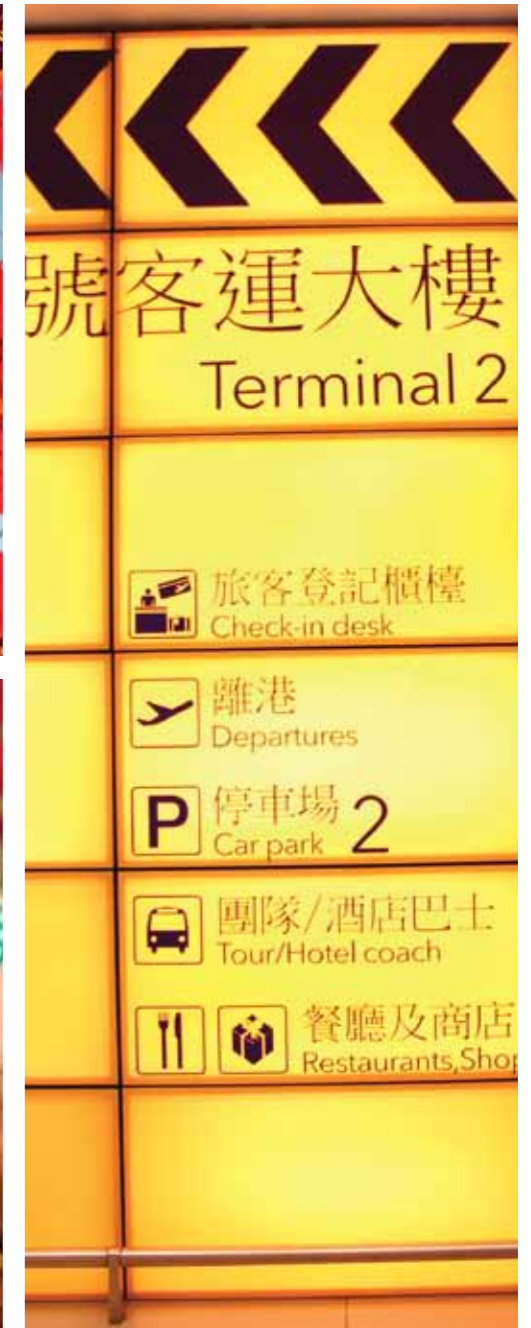 號客運大樓
Terminal 2
旅客登記櫃檯
Check-in desk
離港
Departures
P 停車場 2
Car park
團隊/酒店巴士
Tour/Hotel coach
餐廳及商店
Restaurants,Shop